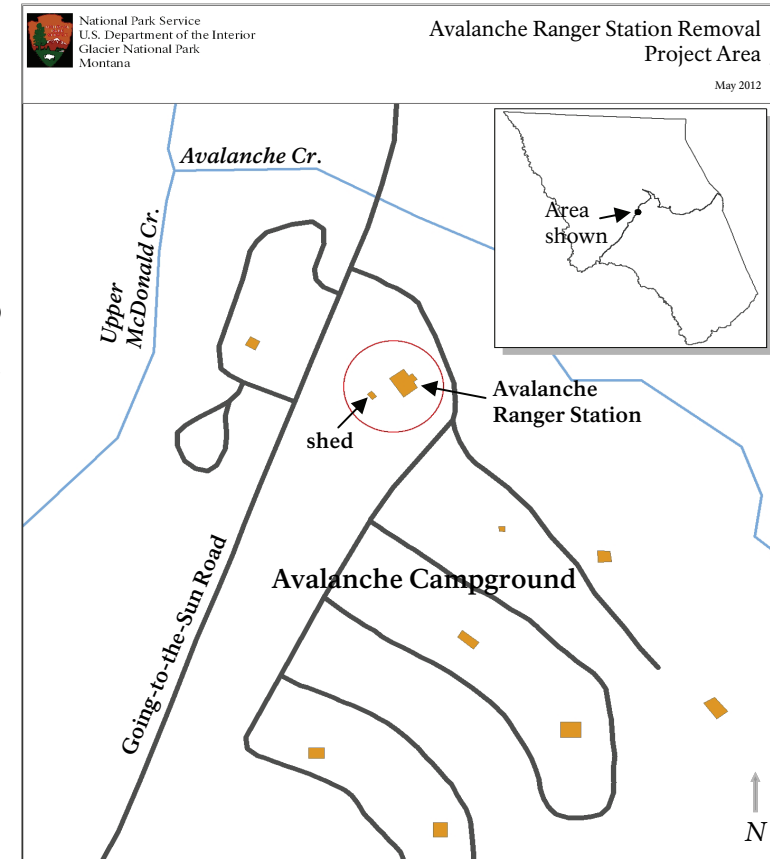 National Park Service
U.S. Department of the Interior
Glacier National Park
Montana
Avalanche Ranger Station Removal
Project Area
May 2012
Avalanche Cr.
Upper
McDonald Cr.
Area
shown
Avalanche
Ranger Station
shed
Avalanche Campground
Going-to-the-Sun Road
N